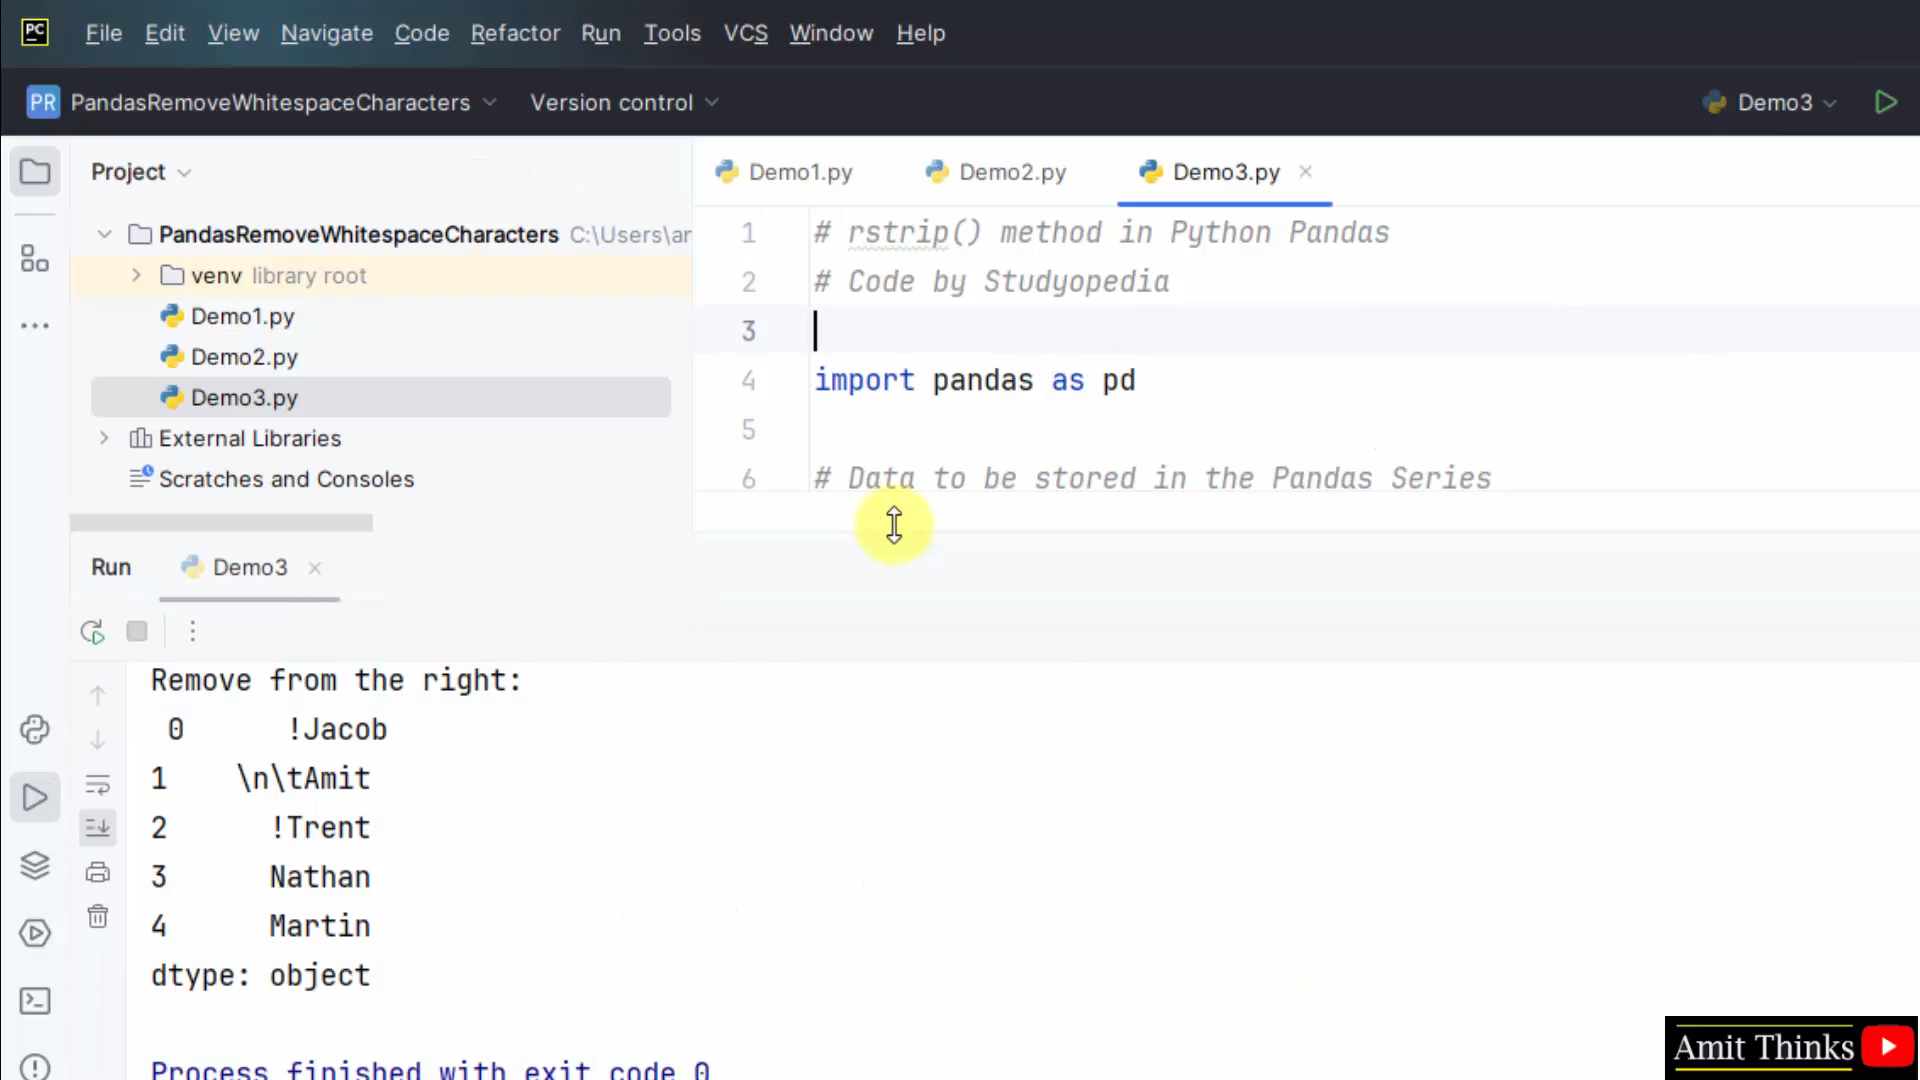 PC File Edit View Navigate Code Refactor Run Tools VCS Window Help
PR PandasRemoveWhitespaceCharacters Version control Demo3
Project
Demo1.py Demo2.py Demo3.py
PandasRemoveWhitespaceCharacters C:\Users\ar
venv library root
Demo1.py
Demo2.py
Demo3.py
External Libraries
Scratches and Consoles
1 # rstrip() method in Python Pandas
2 # Code by Studyopedia
3
4 import pandas as pd
5
6 # Data to be stored in the Pandas Series
Run Demo3
Remove from the right:
0 !Jacob
1 \n\tAmit
2 !Trent
3 Nathan
4 Martin
dtype: object
Process finished with exit code 0
Amit Thinks